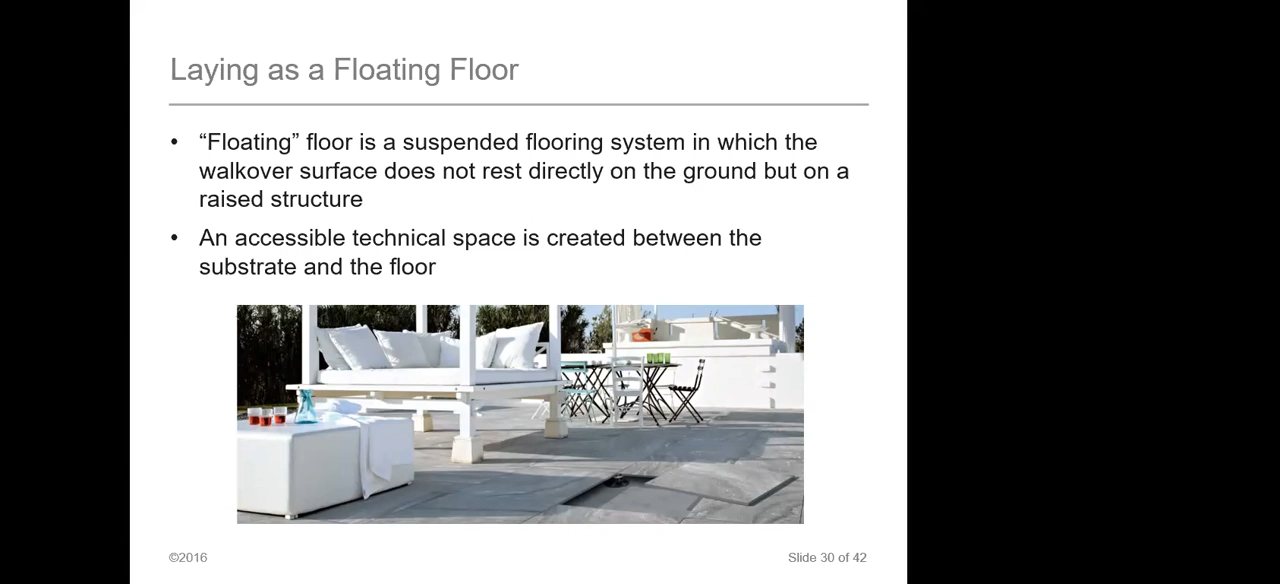 Laying as a Floating Floor
• “Floating” floor is a suspended flooring system in which the
walkover surface does not rest directly on the ground but on a
raised structure
• An accessible technical space is created between the
substrate and the floor
©2016
Slide 30 of 42